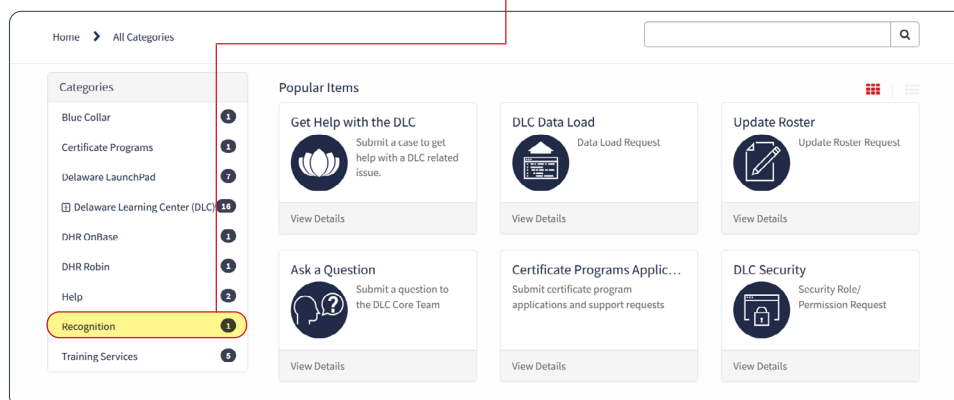 Home > All Categories
Categories
Blue Collar 1
Certificate Programs 1
Delaware LaunchPad 7
Delaware Learning Center (DLC) 16
DHR OnBase 1
DHR Robin 1
Help 2
Recognition 1
Training Services 5
Popular Items
Get Help with the DLC
Submit a case to get
help with a DLC related
issue.
View Details
DLC Data Load
Data Load Request
View Details
Update Roster
Update Roster Request
View Details
Ask a Question
Submit a question to
the DLC Core Team
View Details
Certificate Programs Applic...
Submit certificate program
applications and support requests
View Details
DLC Security
Security Role/
Permission Request
View Details